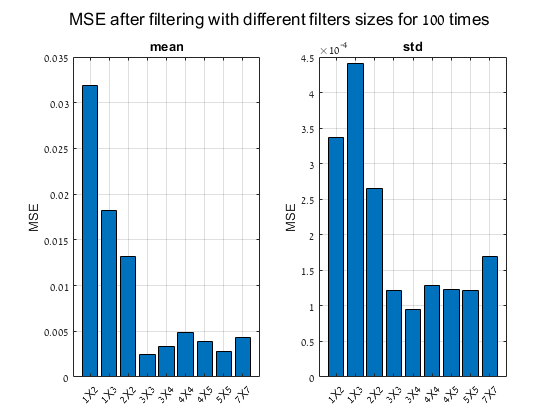 MSE after filtering with different filters sizes for 100 times
mean
MSE
0.035
0.03
0.025
0.02
0.015
0.01
0.005
0
1X2
1X3
2X2
3X3
3X4
4X4
4X5
5X5
7X7
std
×10^-4
MSE
4.5
4
3.5
3
2.5
2
1.5
1
0.5
0
1X2
1X3
2X2
3X3
3X4
4X4
4X5
5X5
7X7